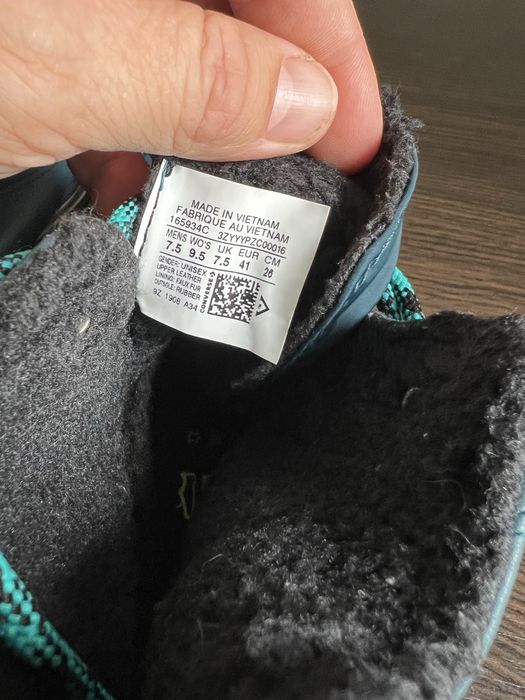 MADE IN VIETNAM
FABRIQUE AU VIETNAM
165934C 3ZYYYPZC00016
MENS WO'S UK EUR CM
7.5 9.5 7.5 41 26
GENDER: UNISEX
UPPER:LEATHER
LINING: FAUX FUR
OUTSOLE: RUBBER
9Z 1908 A34
CONVERSE